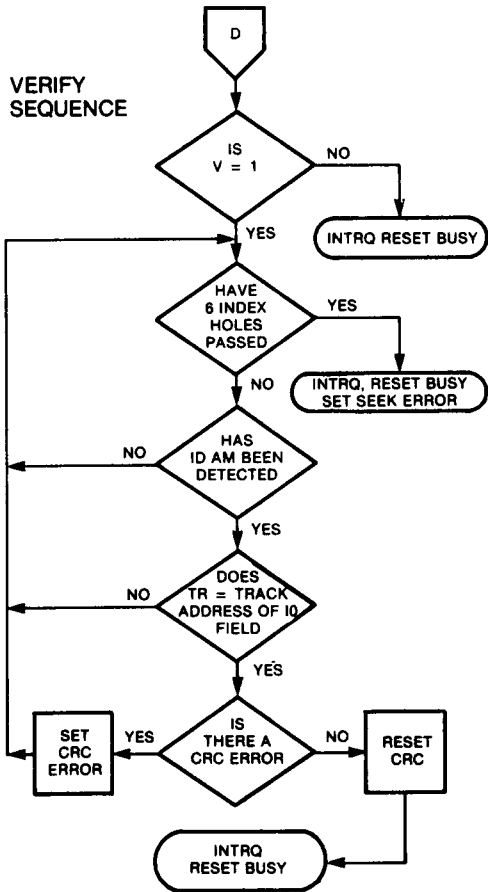 D
VERIFY
SEQUENCE
IS
V = 1
NO
INTRQ RESET BUSY
YES
HAVE
6 INDEX
HOLES
PASSED
YES
INTRQ, RESET BUSY
SET SEEK ERROR
NO
HAS
ID AM BEEN
DETECTED
NO
YES
DOES
TR = TRACK
ADDRESS OF ID
FIELD
NO
YES
IS
THERE A
CRC ERROR
YES
SET
CRC
ERROR
NO
RESET
CRC
INTRQ
RESET BUSY